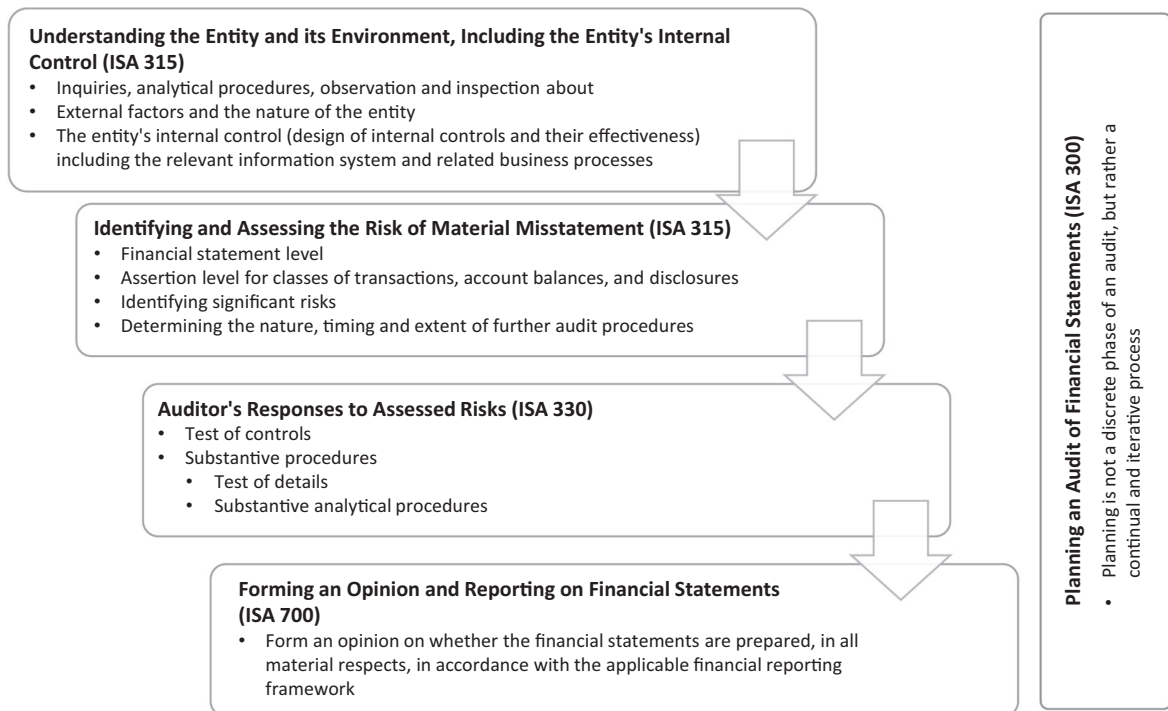 Understanding the Entity and its Environment, Including the Entity's Internal
Control (ISA 315)
• Inquiries, analytical procedures, observation and inspection about
• External factors and the nature of the entity
• The entity's internal control (design of internal controls and their effectiveness)
including the relevant information system and related business processes
Identifying and Assessing the Risk of Material Misstatement (ISA 315)
• Financial statement level
• Assertion level for classes of transactions, account balances, and disclosures
• Identifying significant risks
• Determining the nature, timing and extent of further audit procedures
Auditor's Responses to Assessed Risks (ISA 330)
• Test of controls
• Substantive procedures
• Test of details
• Substantive analytical procedures
Forming an Opinion and Reporting on Financial Statements
(ISA 700)
• Form an opinion on whether the financial statements are prepared, in all
material respects, in accordance with the applicable financial reporting
framework
Planning an Audit of Financial Statements (ISA 300)
• Planning is not a discrete phase of an audit, but rather a
continual and iterative process